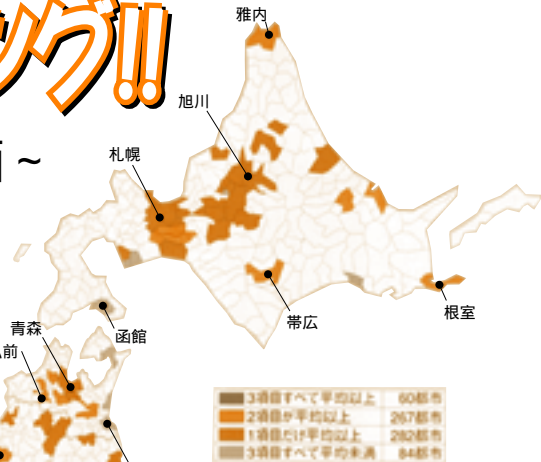 ング!!
～
雅内
旭川
札幌
帯広
根室
函館
青森
前
3項目すべて平均以上 60都市
2項目が平均以上 267都市
1項目だけ平均以上 282都市
3項目すべて平均未満 84都市